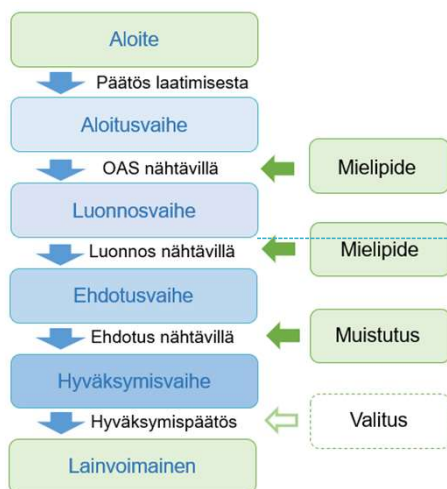 Aloite
Päätös laatimisesta
Aloitusvaihe
OAS nähtävillä
Mielipide
Luonnosvaihe
Luonnos nähtävillä
Mielipide
Ehdotusvaihe
Ehdotus nähtävillä
Muistutus
Hyväksymisvaihe
Hyväksymispäätös
Valitus
Lainvoimainen